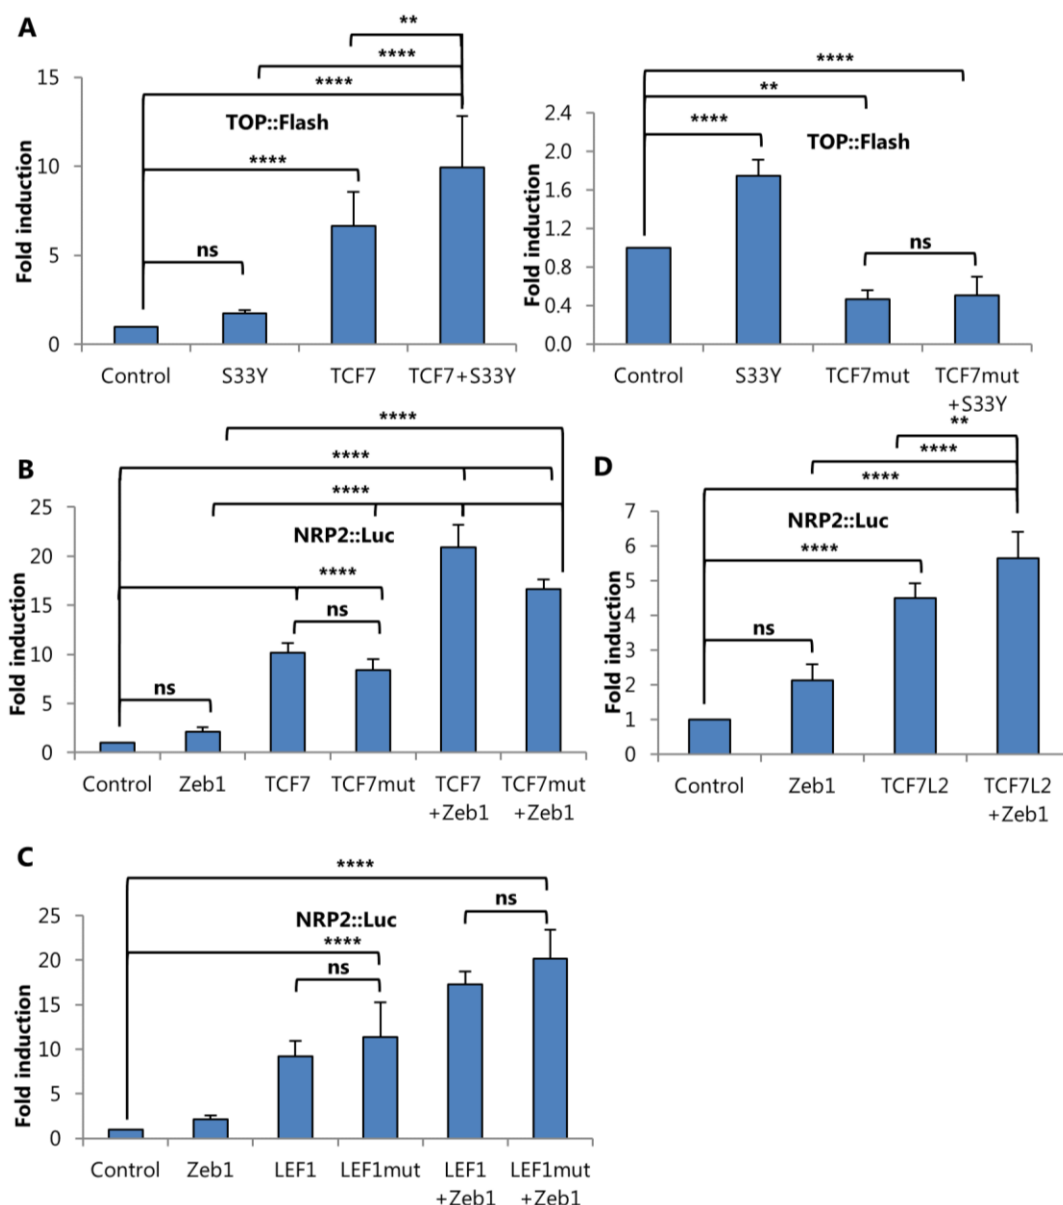 A
**
****
****
TOP::Flash
****
ns
Fold induction
15
10
5
0
Control S33Y TCF7 TCF7+S33Y
****
**
****
TOP::Flash
ns
Fold induction
2.4
2.0
1.6
1.2
0.8
0.4
0.0
Control S33Y TCF7mut TCF7mut
+S33Y
B
****
****
****
NRP2::Luc
****
ns
ns
Fold induction
25
20
15
10
5
0
Control Zeb1 TCF7 TCF7mut TCF7 TCF7mut
+Zeb1 +Zeb1
D
**
****
****
NRP2::Luc
****
ns
Fold induction
7
6
5
4
3
2
1
0
Control Zeb1 TCF7L2 TCF7L2
+Zeb1
C
****
ns
NRP2::Luc
****
ns
Fold induction
25
20
15
10
5
0
Control Zeb1 LEF1 LEF1mut LEF1 LEF1mut
+Zeb1 +Zeb1